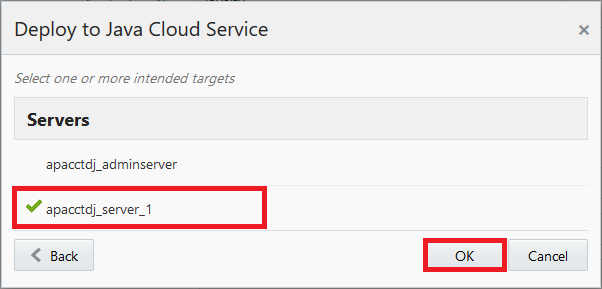 Deploy to Java Cloud Service
Select one or more intended targets
Servers
apacctdj_adminserver
apacctdj_server_1
Back OK Cancel